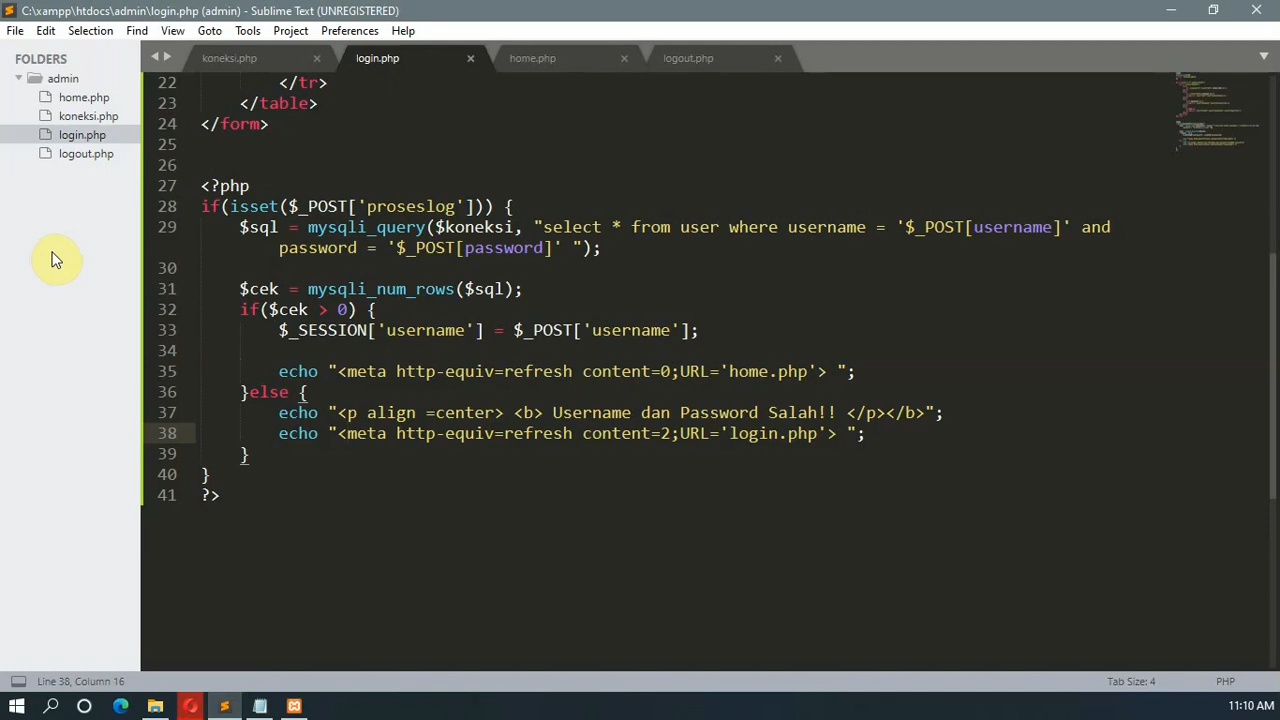 C:\xampp\htdocs\admin\login.php (admin) - Sublime Text (UNREGISTERED)
File Edit Selection Find View Goto Tools Project Preferences Help
FOLDERS
admin
home.php
koneksi.php
login.php
logout.php
koneksi.php login.php home.php logout.php
22 </tr>
23 </table>
24 </form>
25
26
27 <?php
28 if(isset($_POST['proseslog'])) {
29 $sql = mysqli_query($koneksi, "select * from user where username = '$_POST[username]' and
password = '$_POST[password]' ");
30
31 $cek = mysqli_num_rows($sql);
32 if($cek > 0) {
33 $_SESSION['username'] = $_POST['username'];
34
35 echo "<meta http-equiv=refresh content=0;URL='home.php'> ";
36 }else {
37 echo "<p align =center> <b> Username dan Password Salah!! </p></b>";
38 echo "<meta http-equiv=refresh content=2;URL='login.php'> ";
39 }
40 }
41 ?>
Line 38, Column 16 Tab Size: 4 PHP
11:10 AM